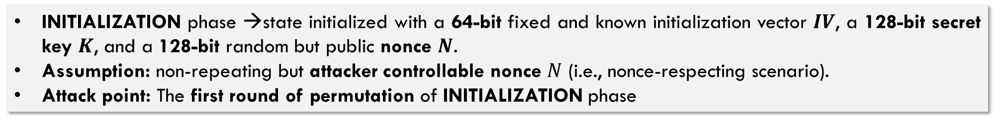 • INITIALIZATION phase →state initialized with a 64-bit fixed and known initialization vector IV, a 128-bit secret
key K, and a 128-bit random but public nonce N.
• Assumption: non-repeating but attacker controllable nonce N (i.e., nonce-respecting scenario).
• Attack point: The first round of permutation of INITIALIZATION phase